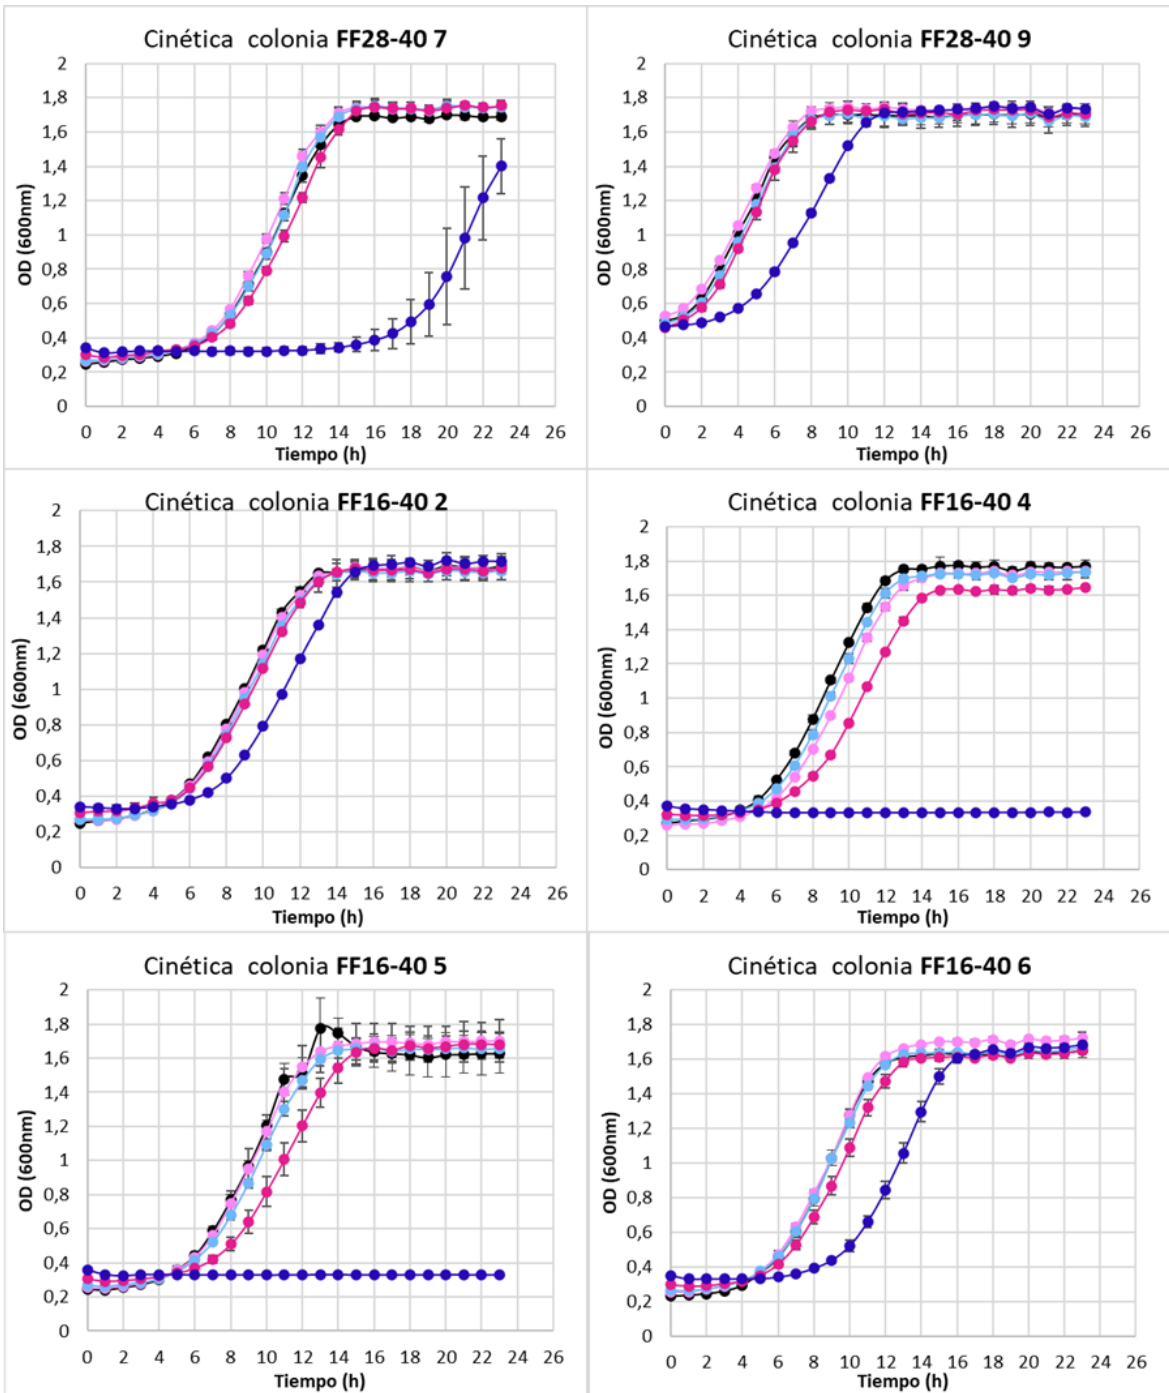 Cinética colonia FF28-40 7
2
1,8
1,6
1,4
1,2
1
0,8
0,6
0,4
0,2
0
OD (600nm)
0 2 4 6 8 10 12 14 16 18 20 22 24 26
Tiempo (h)
Cinética colonia FF28-40 9
2
1,8
1,6
1,4
1,2
1
0,8
0,6
0,4
0,2
0
OD (600nm)
0 2 4 6 8 10 12 14 16 18 20 22 24 26
Tiempo (h)
Cinética colonia FF16-40 2
2
1,8
1,6
1,4
1,2
1
0,8
0,6
0,4
0,2
0
OD (600nm)
0 2 4 6 8 10 12 14 16 18 20 22 24 26
Tiempo (h)
Cinética colonia FF16-40 4
2
1,8
1,6
1,4
1,2
1
0,8
0,6
0,4
0,2
0
OD (600nm)
0 2 4 6 8 10 12 14 16 18 20 22 24 26
Tiempo (h)
Cinética colonia FF16-40 5
2
1,8
1,6
1,4
1,2
1
0,8
0,6
0,4
0,2
0
OD (600nm)
0 2 4 6 8 10 12 14 16 18 20 22 24 26
Tiempo (h)
Cinética colonia FF16-40 6
2
1,8
1,6
1,4
1,2
1
0,8
0,6
0,4
0,2
0
OD (600nm)
0 2 4 6 8 10 12 14 16 18 20 22 24 26
Tiempo (h)